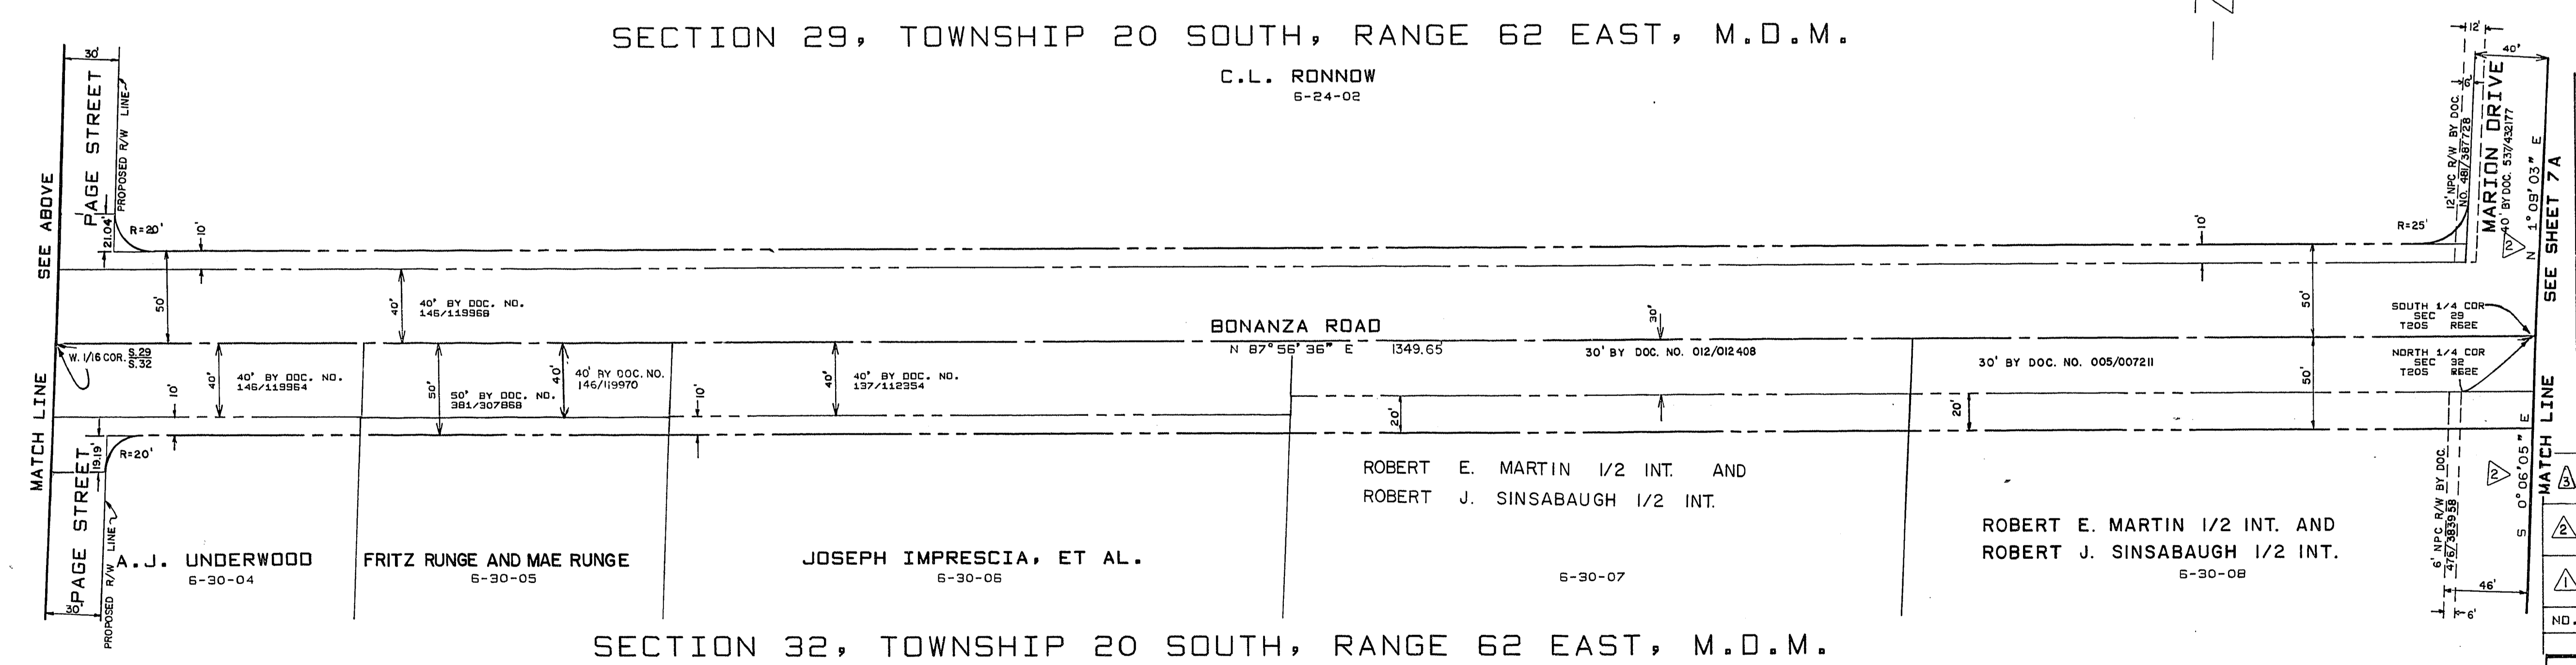 SECTION 29, TOWNSHIP 20 SOUTH, RANGE 62 EAST, M.D.M.
C.L. RONNOW
6-24-02
30'
PAGE STREET
PROPOSED R/W LINE
SEE ABOVE
21.04'
R=20'
10'
50'
40'
40' BY DOC. NO.
146/119968
BONANZA ROAD
N 87°56'36" E 1349.65
30'
30' BY DOC. NO. 012/012408
30' BY DOC. NO. 005/007211
12'
40'
6'
12' NPC R/W BY DOC.
NO. 481/387728
MARION DRIVE
40' BY DOC. 537/432177
N 1°09'03" E
SEE SHEET 7A
R=25'
10'
2
50'
SOUTH 1/4 COR
SEC 29
T20S R62E
NORTH 1/4 COR
SEC 32
T20S R62E
W. 1/16 COR. S.29
S.32
MATCH LINE
10'
40'
40' BY DOC. NO.
146/119964
50'
50' BY DOC. NO.
381/307868
40'
40' BY DOC. NO.
146/119970
10'
40'
40' BY DOC. NO.
137/112354
20'
20'
50'
MATCH LINE
19.19'
R=20'
PAGE STREET
PROPOSED R/W LINE
30'
A.J. UNDERWOOD
6-30-04
FRITZ RUNGE AND MAE RUNGE
6-30-05
JOSEPH IMPRESCIA, ET AL.
6-30-06
ROBERT E. MARTIN 1/2 INT. AND
ROBERT J. SINSABAUGH 1/2 INT.
6-30-07
ROBERT E. MARTIN 1/2 INT. AND
ROBERT J. SINSABAUGH 1/2 INT.
6-30-08
6' NPC R/W BY DOC.
476/383958
2
S 0°06'05" E
46'
6'
3
2
1
NO.
SECTION 32, TOWNSHIP 20 SOUTH, RANGE 62 EAST, M.D.M.